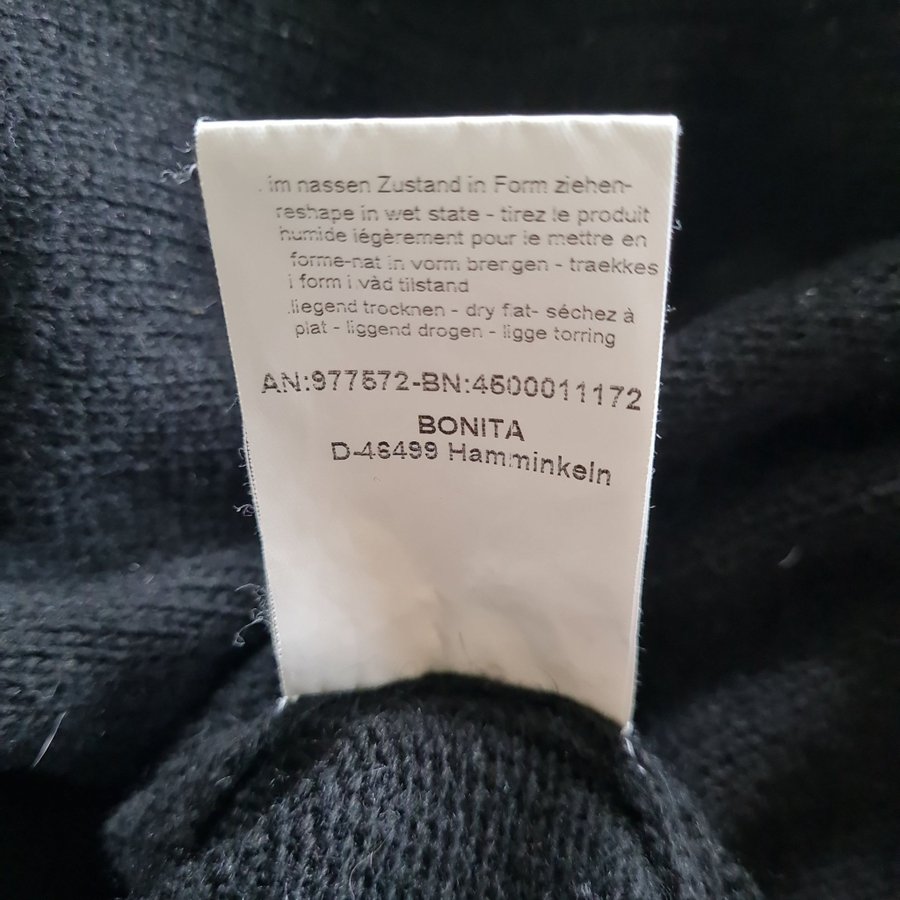 im nassen Zustand in Form ziehen-
reshape in wet state - tirez le produit
humide légèrement pour le mettre en
forme-nat in vorm brengen - traekkes
i form i våd tilstand
liegend trocknen - dry flat- séchez à
plat - liggend drogen - ligge torring
AN:977572-BN:4500011172
BONITA
D-46499 Hamminkeln